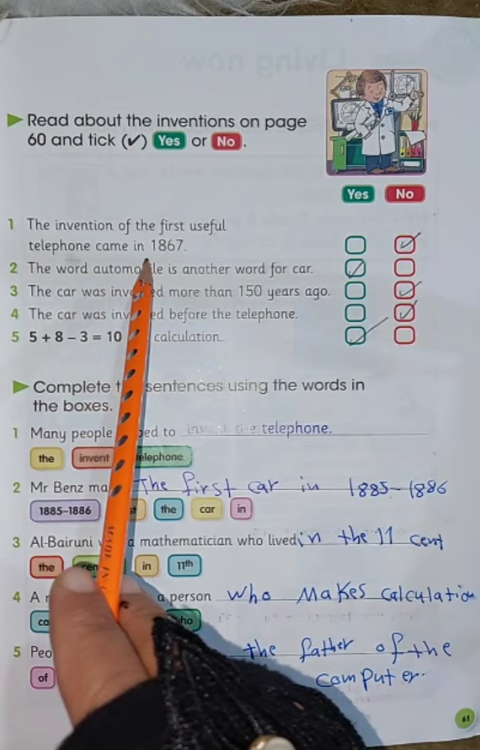 Read about the inventions on page
60 and tick (✓) Yes or No.
Yes No
1 The invention of the first useful
telephone came in 1867.
2 The word automo le is another word for car.
3 The car was inv ed more than 150 years ago.
4 The car was inv ed before the telephone.
5 5 + 8 – 3 = 10 calculation.
Complete t sentences using the words in
the boxes.
1 Many people ed to invent the telephone.
the invent telephone
2 Mr Benz ma The first car in 1885-1886
1885–1886 the car in
3 Al-Bairuni a mathematician who lived in the 11 cent
the in 11th
4 A person who makes calculation
5 Peo the father of the
computer.
of
61